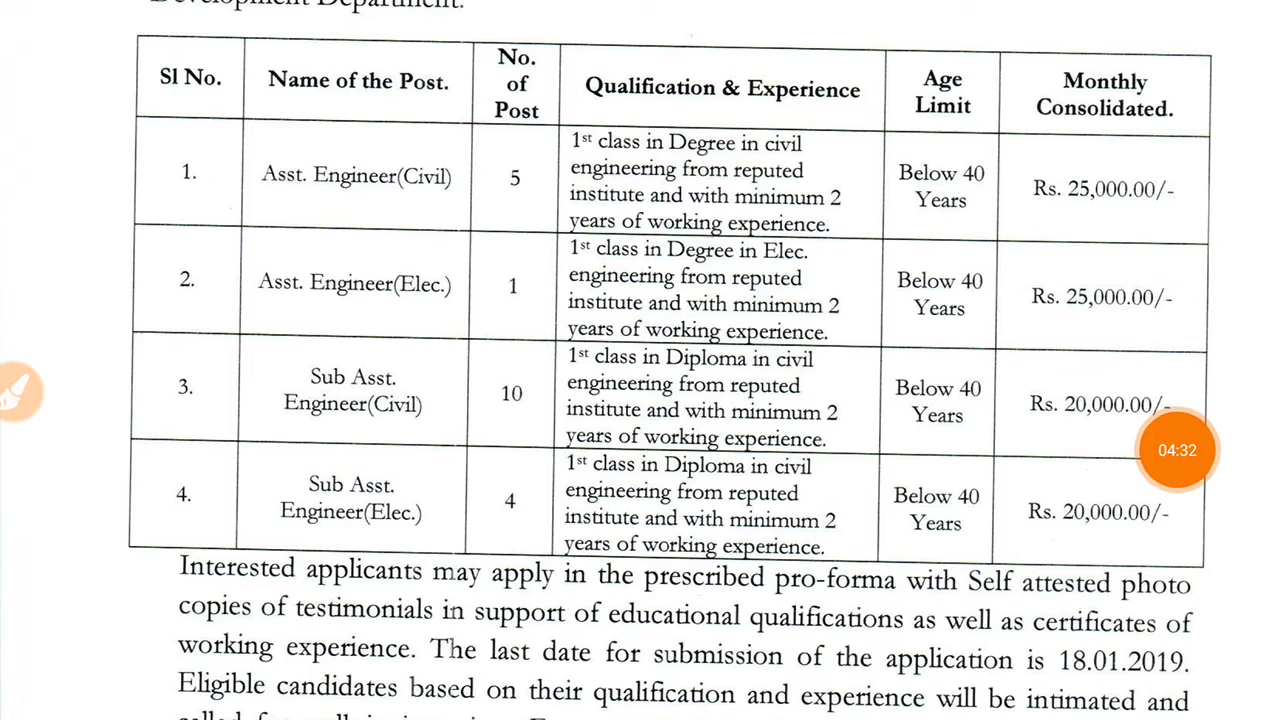 Development Department.
Sl No.
Name of the Post.
No.
of
Post
Qualification & Experience
Age
Limit
Monthly
Consolidated.
1.
Asst. Engineer(Civil)
5
1st class in Degree in civil
engineering from reputed
institute and with minimum 2
years of working experience.
Below 40
Years
Rs. 25,000.00/-
2.
Asst. Engineer(Elec.)
1
1st class in Degree in Elec.
engineering from reputed
institute and with minimum 2
years of working experience.
Below 40
Years
Rs. 25,000.00/-
3.
Sub Asst.
Engineer(Civil)
10
1st class in Diploma in civil
engineering from reputed
institute and with minimum 2
years of working experience.
Below 40
Years
Rs. 20,000.00/-
04:32
4.
Sub Asst.
Engineer(Elec.)
4
1st class in Diploma in civil
engineering from reputed
institute and with minimum 2
years of working experience.
Below 40
Years
Rs. 20,000.00/-
Interested applicants may apply in the prescribed pro-forma with Self attested photo
copies of testimonials in support of educational qualifications as well as certificates of
working experience. The last date for submission of the application is 18.01.2019.
Eligible candidates based on their qualification and experience will be intimated and